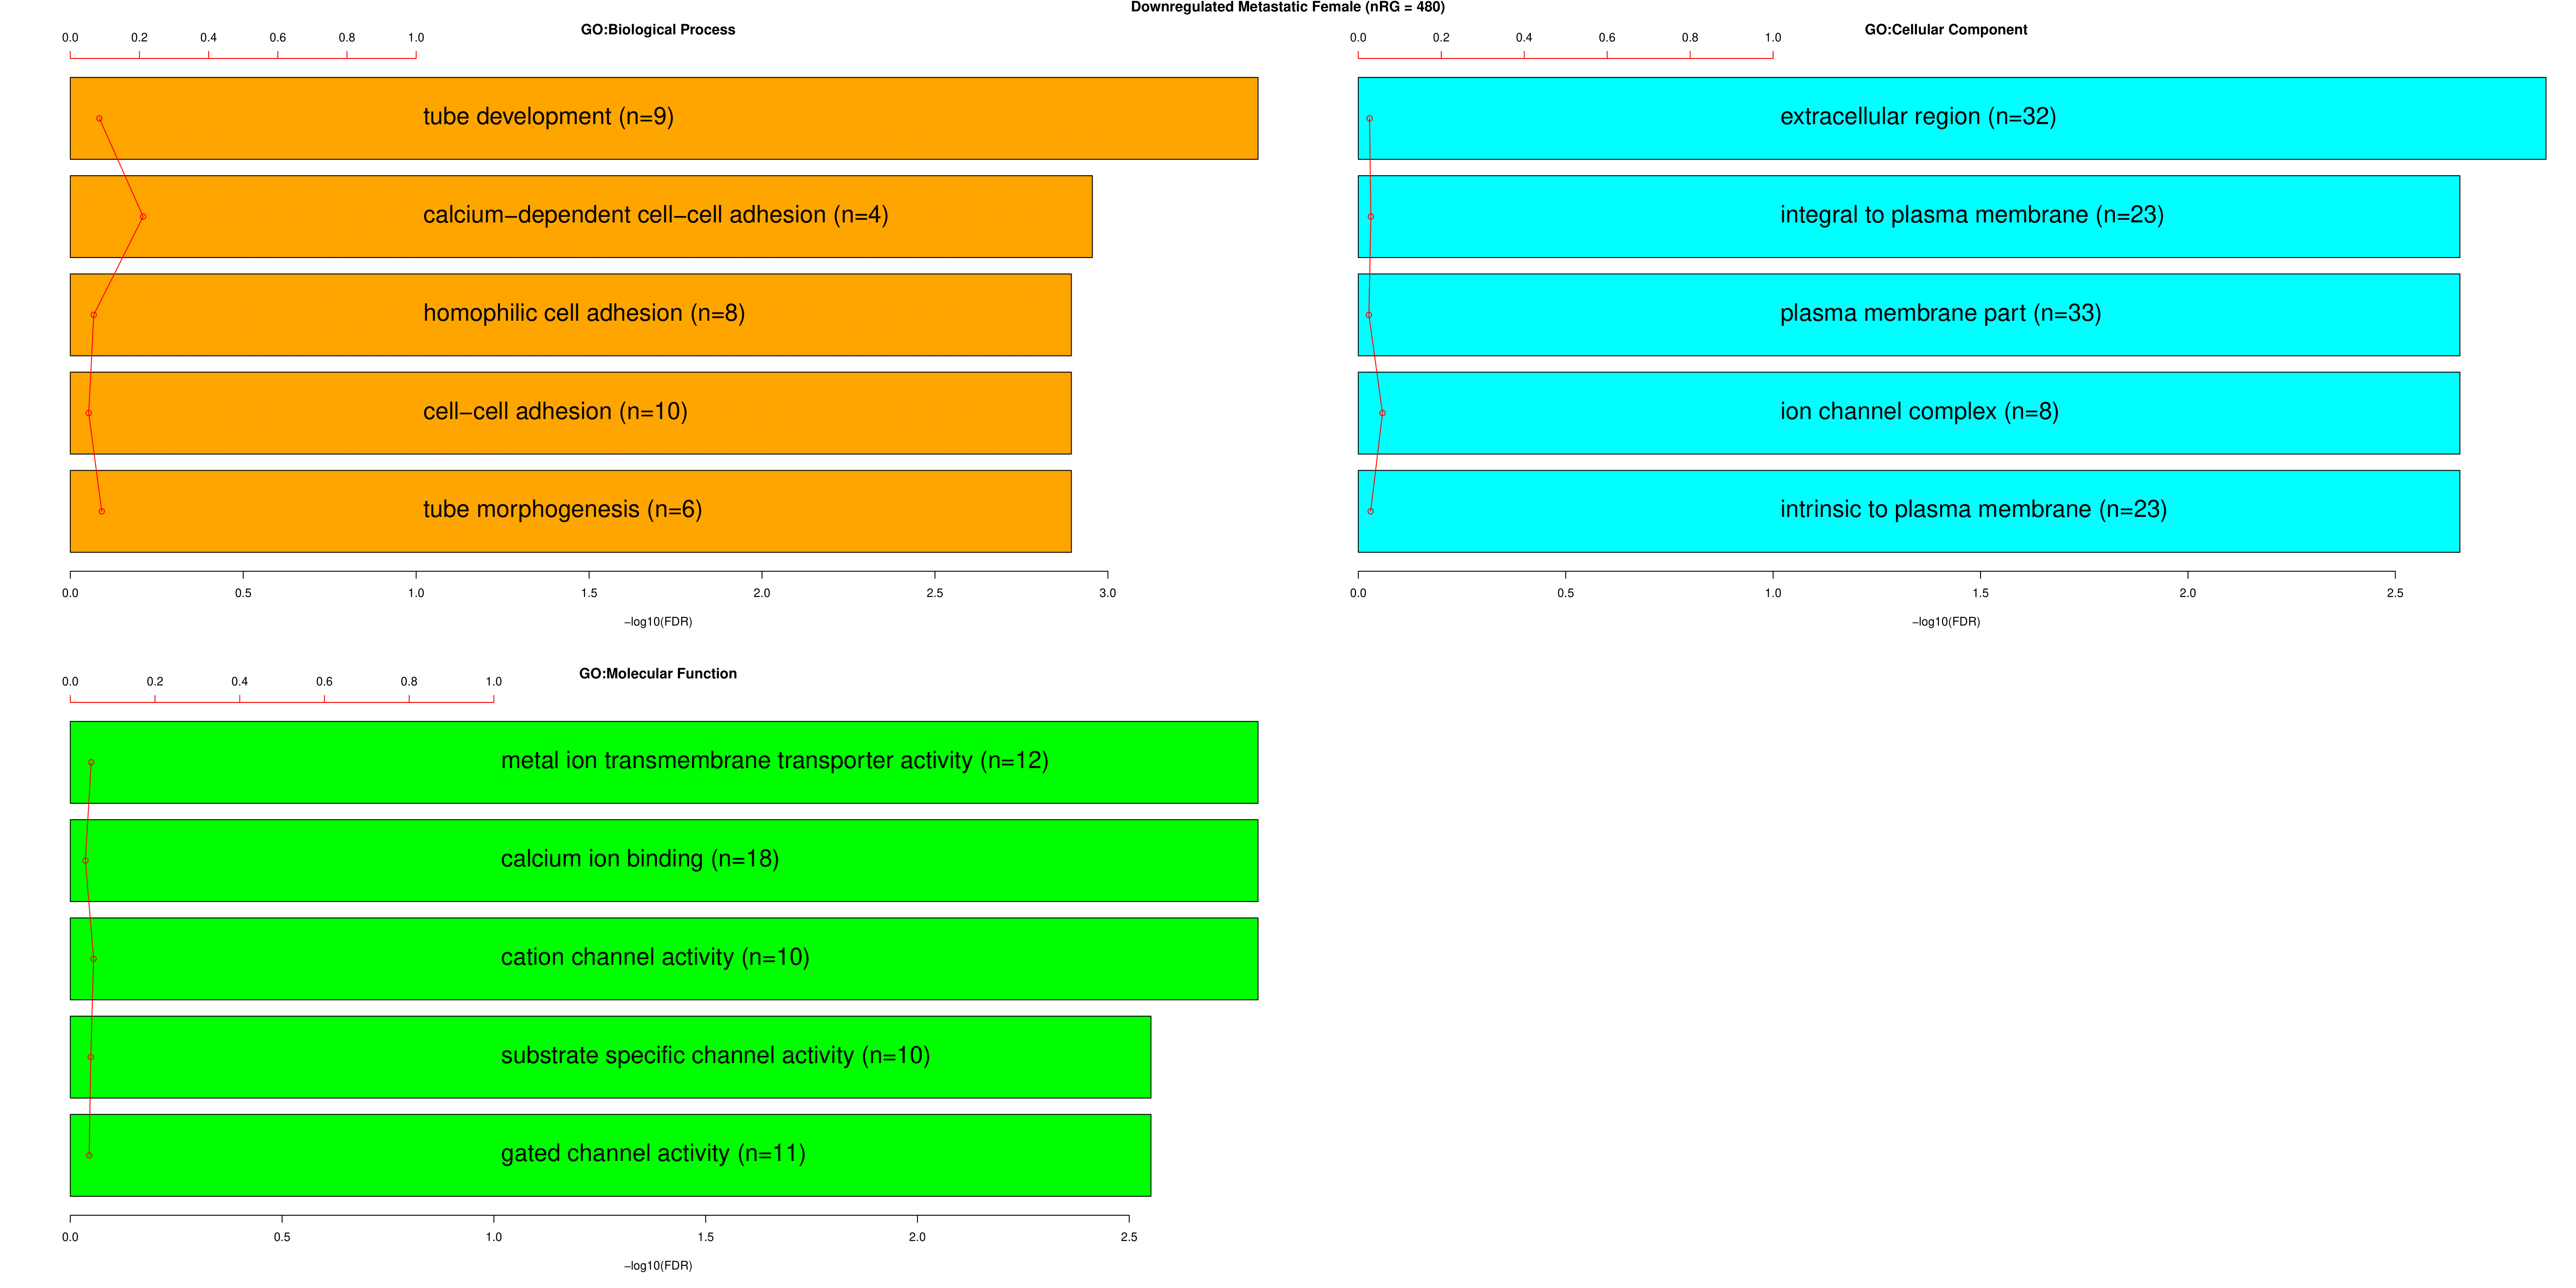 Downregulated Metastatic Female (nRG = 480)
GO:Biological Process
0.0 0.2 0.4 0.6 0.8 1.0
tube development (n=9)
calcium−dependent cell−cell adhesion (n=4)
homophilic cell adhesion (n=8)
cell−cell adhesion (n=10)
tube morphogenesis (n=6)
0.0 0.5 1.0 1.5 2.0 2.5 3.0
−log10(FDR)
GO:Cellular Component
0.0 0.2 0.4 0.6 0.8 1.0
extracellular region (n=32)
integral to plasma membrane (n=23)
plasma membrane part (n=33)
ion channel complex (n=8)
intrinsic to plasma membrane (n=23)
0.0 0.5 1.0 1.5 2.0 2.5
−log10(FDR)
GO:Molecular Function
0.0 0.2 0.4 0.6 0.8 1.0
metal ion transmembrane transporter activity (n=12)
calcium ion binding (n=18)
cation channel activity (n=10)
substrate specific channel activity (n=10)
gated channel activity (n=11)
0.0 0.5 1.0 1.5 2.0 2.5
−log10(FDR)